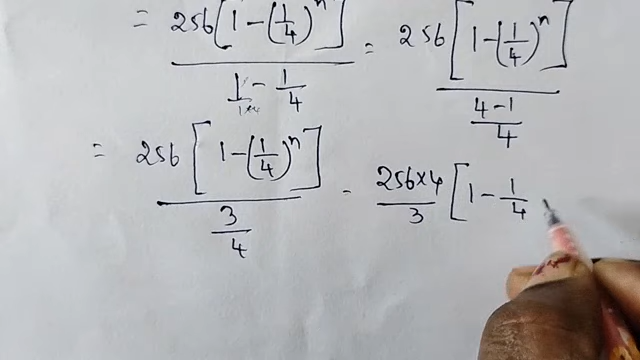 = 256[1-(1/4)^n] / 1-1/4 = 256[1-(1/4)^n] / 4-1/4
= 256[1-(1/4)^n] / 3/4 - 256×4/3 [1-1/4